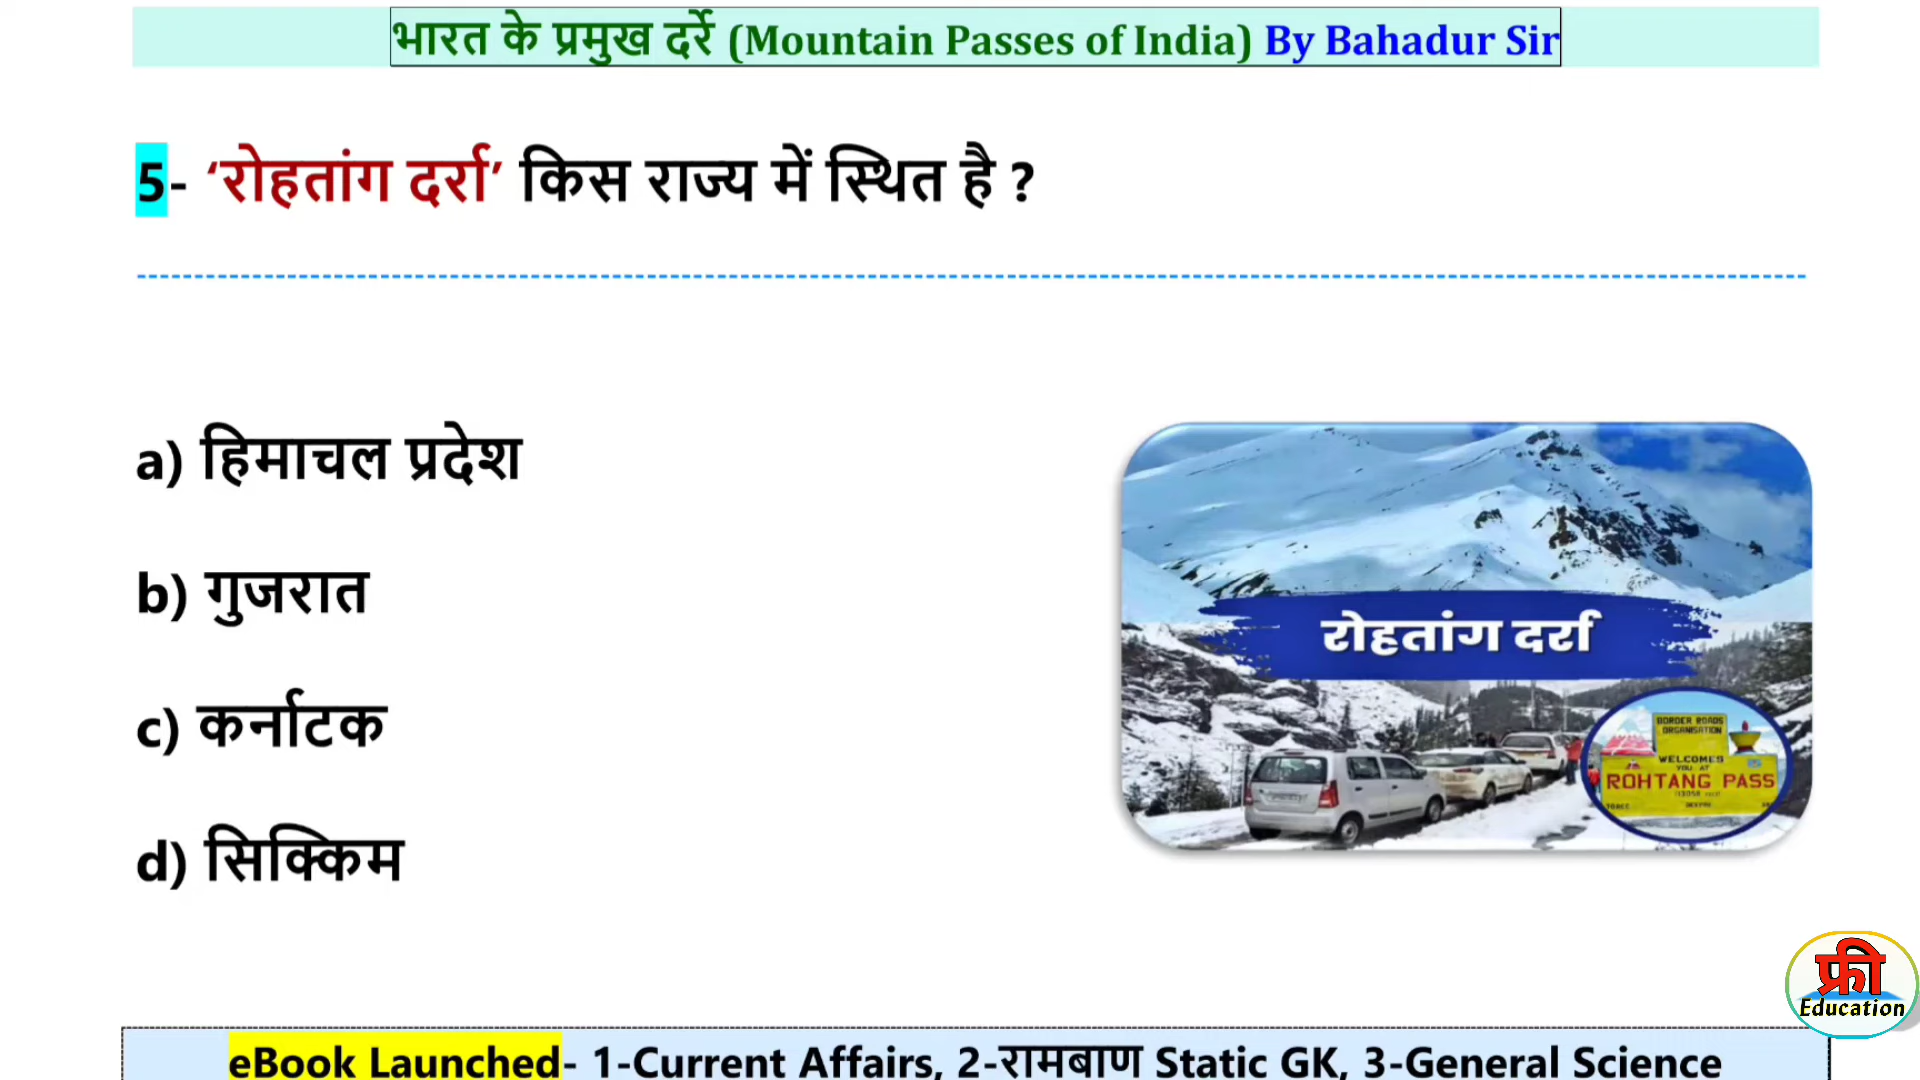 भारत के प्रमुख दर्रे (Mountain Passes of India) By Bahadur Sir
5- ‘रोहतांग दर्रा’ किस राज्य में स्थित है ?
a) हिमाचल प्रदेश
b) गुजरात
c) कर्नाटक
d) सिक्किम
रोहतांग दर्रा
BORDER ROADS
ORGANISATION
WELCOMES
YOU AT
ROHTANG PASS
फ्री
Education
eBook Launched- 1-Current Affairs, 2-रामबाण Static GK, 3-General Science